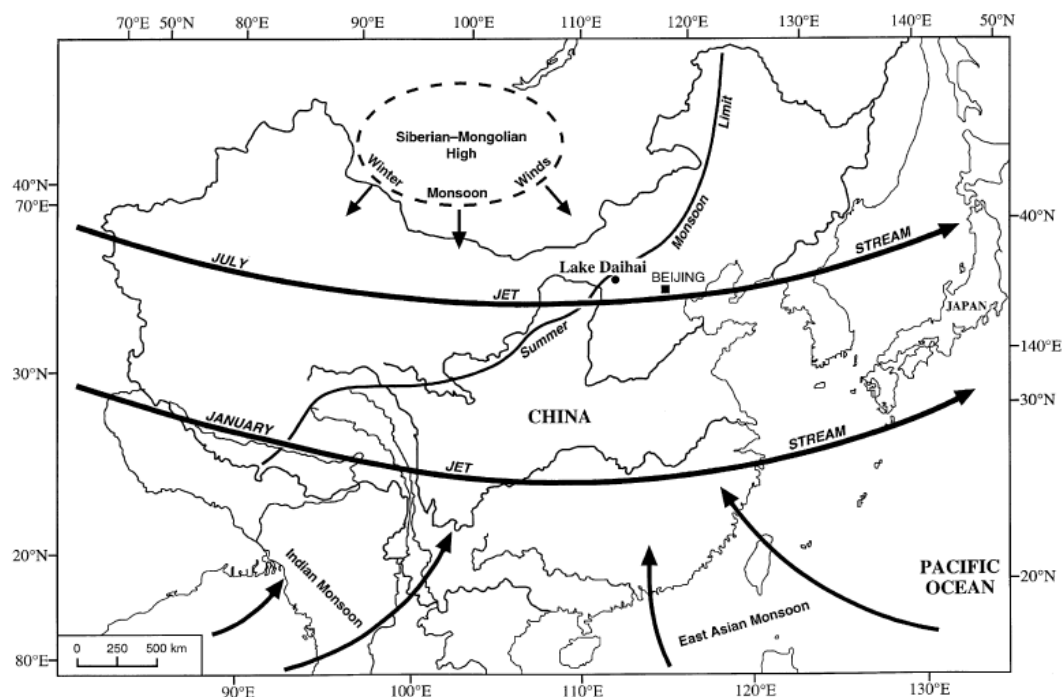 70°E 50°N 80°E 90°E 100°E 110°E 120°E 130°E 140°E 50°N
Siberian–Mongolian
High
Winter
Monsoon
Winds
Limit
Monsoon
Summer
40°N
70°E
40°N
JULY
JET
STREAM
Lake Daihai
BEIJING
JAPAN
140°E
30°N
30°N
CHINA
JANUARY
JET
STREAM
20°N
20°N
Indian Monsoon
East Asian Monsoon
PACIFIC
OCEAN
0 250 500 km
80°E
90°E 100°E 110°E 120°E 130°E